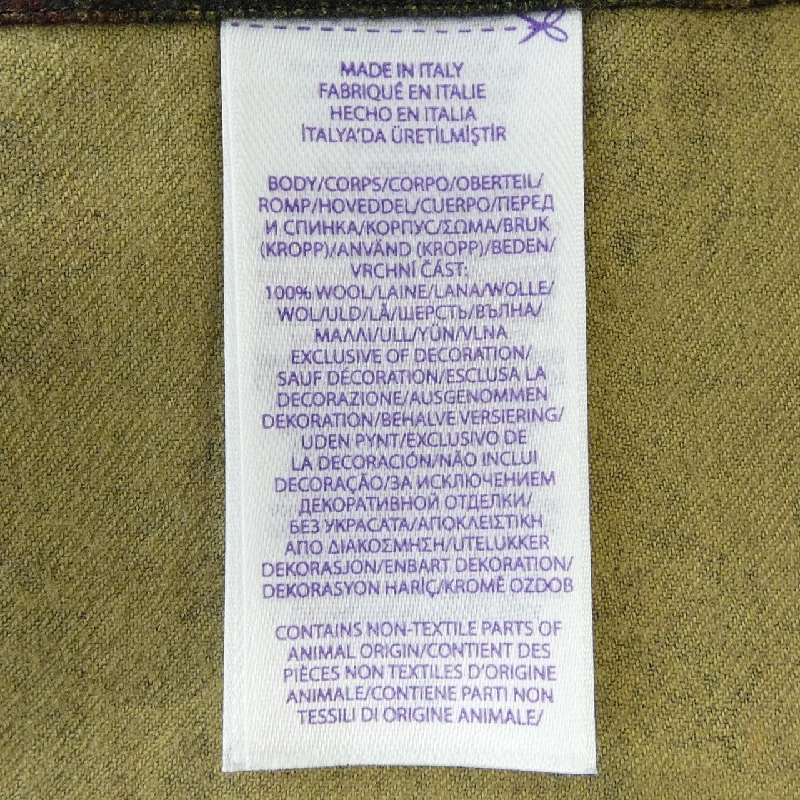 MADE IN ITALY
FABRIQUÉ EN ITALIE
HECHO EN ITALIA
İTALYA'DA ÜRETİLMİŞTİR
BODY/CORPS/CORPO/OBERTEIL/
ROMP/HOVEDDEL/CUERPO/ПЕРЕД
И СПИНКА/КОРПУС/ΣΩΜΑ/BRUK
(KROPP)/ANVÄND (KROPP)/BEDEN/
VRCHNÍ ČÁST:
100% WOOL/LAINE/LANA/WOLLE/
WOL/ULD/LÃ/ШЕРСТЬ/ВЪЛНА/
ΜΑΛΛΙ/ULL/YÜN/VLNA
EXCLUSIVE OF DECORATION/
SAUF DÉCORATION/ESCLUSA LA
DECORAZIONE/AUSGENOMMEN
DEKORATION/BEHALVE VERSIERING/
UDEN PYNT/EXCLUSIVO DE
LA DECORACIÓN/NÃO INCLUI
DECORAÇÃO/ЗА ИСКЛЮЧЕНИЕМ
ДЕКОРАТИВНОЙ ОТДЕЛКИ/
БЕЗ УКРАСАТА/ΑΠΟΚΛΕΙΣΤΙΚΗ
ΑΠΟ ΔΙΑΚΟΣΜΗΣΗ/UTELUKKER
DEKORASJON/ENBART DEKORATION/
DEKORASYON HARİÇ/KROMĚ OZDOB
CONTAINS NON-TEXTILE PARTS OF
ANIMAL ORIGIN/CONTIENT DES
PIÈCES NON TEXTILES D'ORIGINE
ANIMALE/CONTIENE PARTI NON
TESSILI DI ORIGINE ANIMALE/